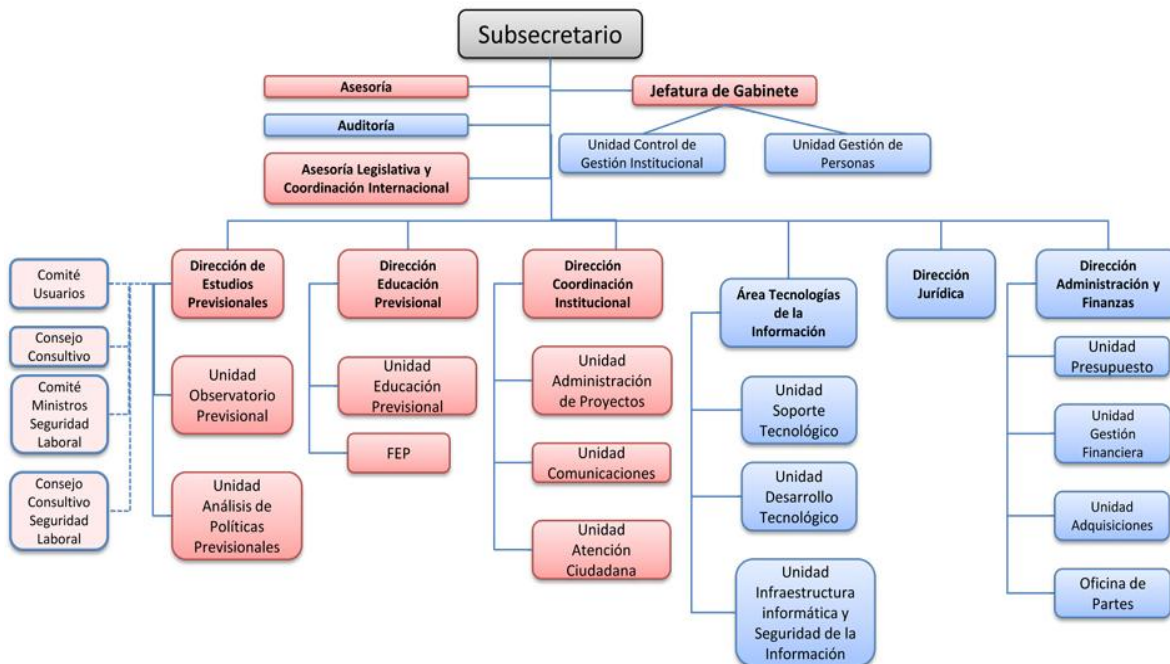 Subsecretario
Asesoría
Jefatura de Gabinete
Auditoría
Unidad Control de
Gestión Institucional
Unidad Gestión de
Personas
Asesoría Legislativa y
Coordinación Internacional
Comité
Usuarios
Consejo
Consultivo
Comité
Ministros
Seguridad
Laboral
Consejo
Consultivo
Seguridad
Laboral
Dirección de
Estudios
Previsionales
Unidad
Observatorio
Previsional
Unidad
Análisis de
Políticas
Previsionales
Dirección
Educación
Previsional
Unidad
Educación
Previsional
FEP
Dirección
Coordinación
Institucional
Unidad
Administración
de Proyectos
Unidad
Comunicaciones
Unidad
Atención
Ciudadana
Área Tecnologías
de la
Información
Unidad
Soporte
Tecnológico
Unidad
Desarrollo
Tecnológico
Unidad
Infraestructura
informática y
Seguridad de la
Información
Dirección
Jurídica
Dirección
Administración y
Finanzas
Unidad
Presupuesto
Unidad
Gestión
Financiera
Unidad
Adquisiciones
Oficina de
Partes